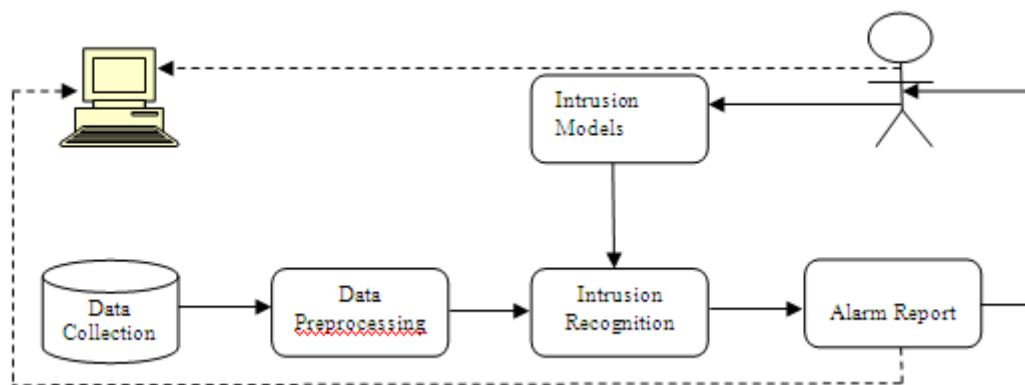 Intrusion
Models
Data
Collection
Data
Preprocessing
Intrusion
Recognition
Alarm Report